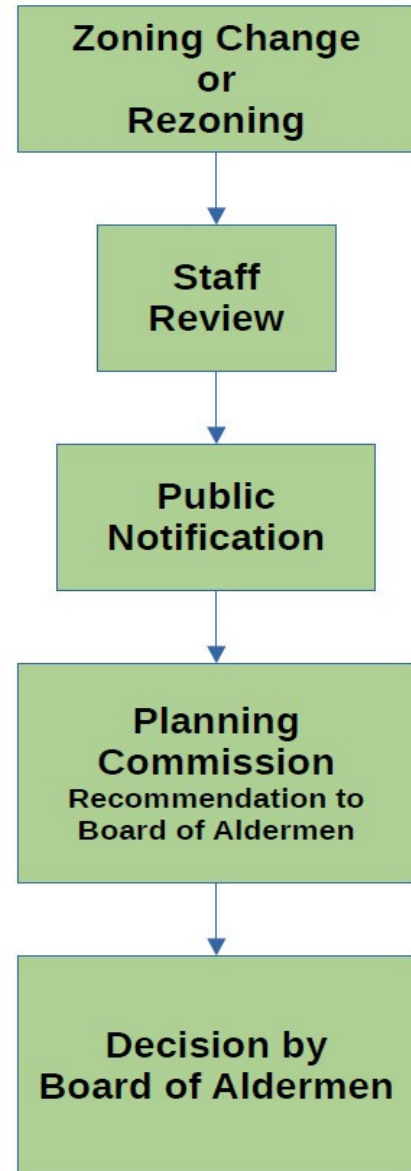 Zoning Change
or
Rezoning
Staff
Review
Public
Notification
Planning
Commission
Recommendation to
Board of Aldermen
Decision by
Board of Aldermen